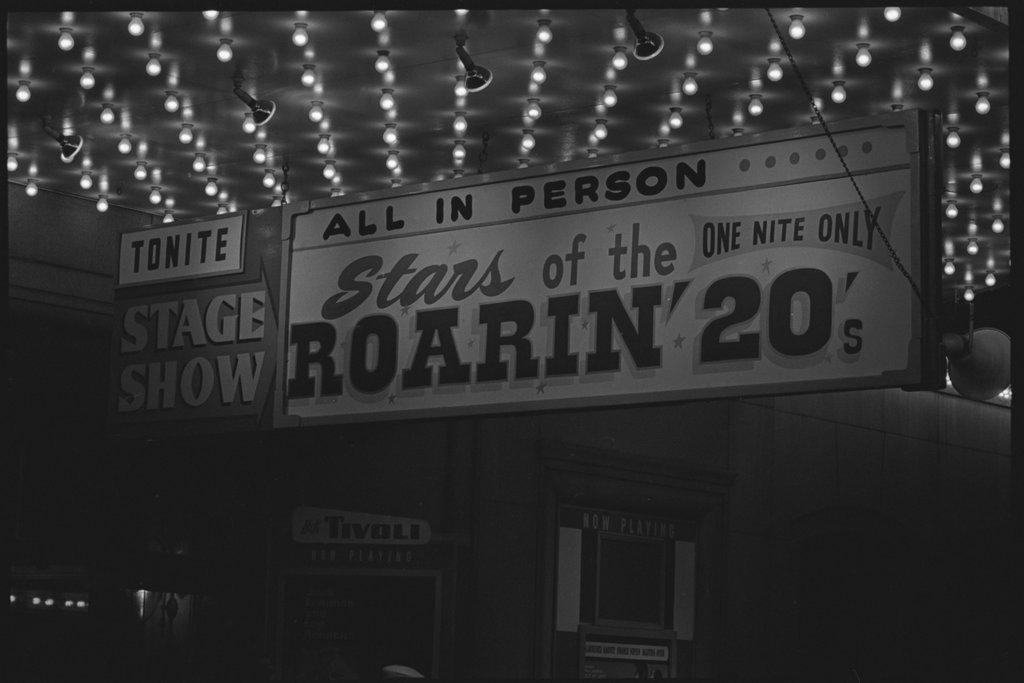 TONITE
STAGE
SHOW
ALL IN PERSON ······
Stars of the
ONE NITE ONLY
ROARIN' '20's
TIVOLI
NOW PLAYING
NOW PLAYING